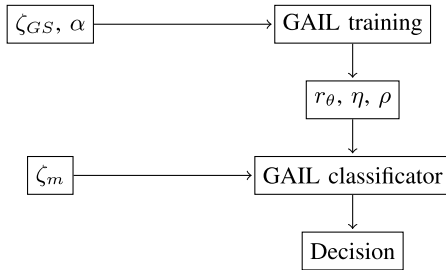 ζ_GS, α
GAIL training
r_θ, η, ρ
ζ_m
GAIL classificator
Decision